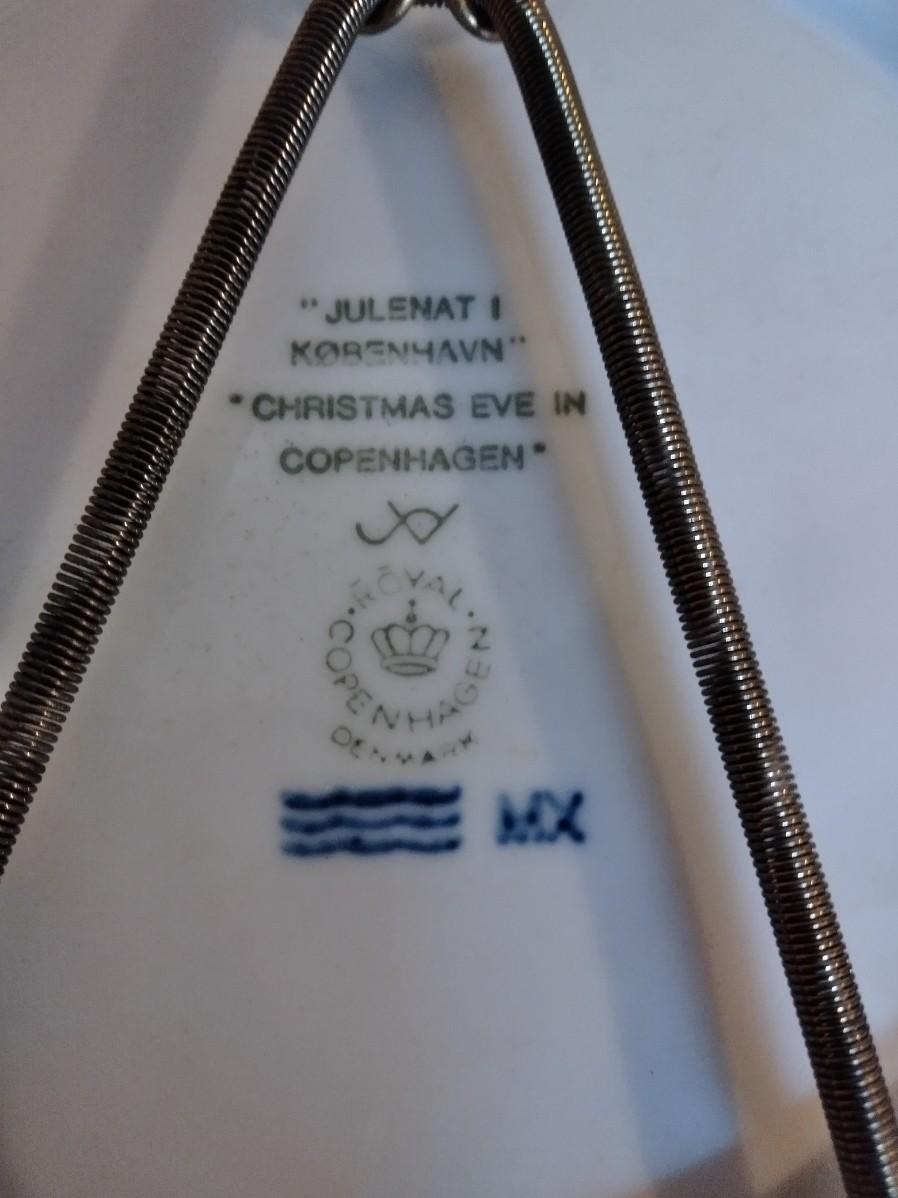 "JULENAT I
KØBENHAVN"
"CHRISTMAS EVE IN
COPENHAGEN"
ROYAL
COPENHAGEN
DENMARK
MX